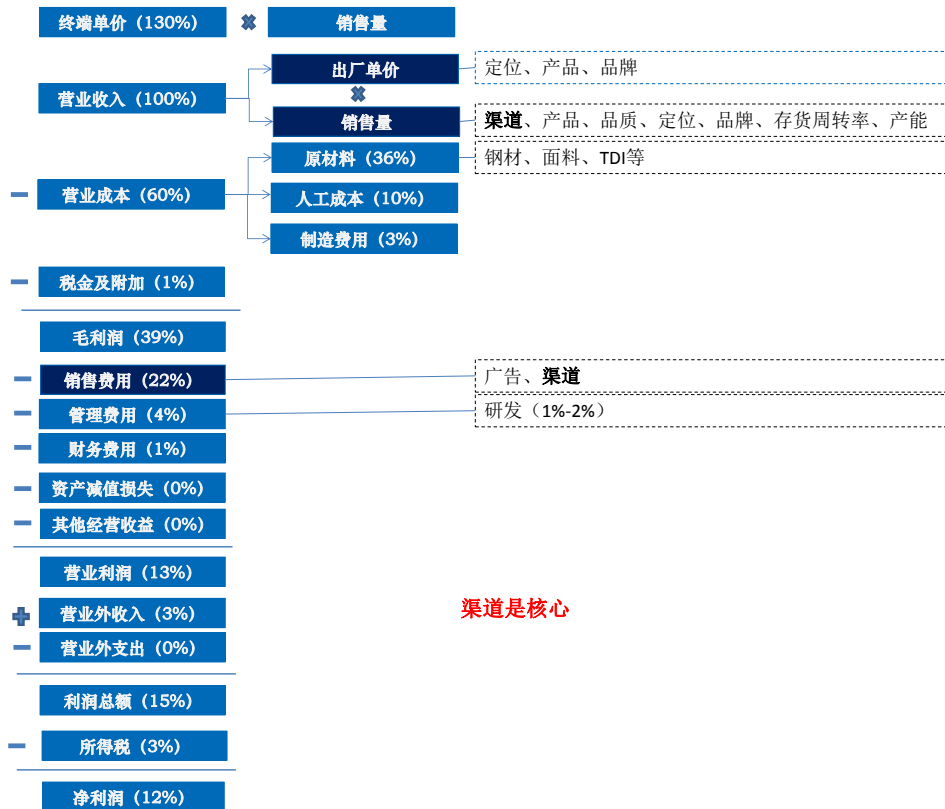 终端单价（130%）
销售量
出厂单价
定位、产品、品牌
营业收入（100%）
销售量
渠道、产品、品质、定位、品牌、存货周转率、产能
原材料（36%）
钢材、面料、TDI等
营业成本（60%）
人工成本（10%）
制造费用（3%）
税金及附加（1%）
毛利润（39%）
销售费用（22%）
广告、渠道
管理费用（4%）
研发（1%-2%）
财务费用（1%）
资产减值损失（0%）
其他经营收益（0%）
营业利润（13%）
营业外收入（3%）
渠道是核心
营业外支出（0%）
利润总额（15%）
所得税（3%）
净利润（12%）